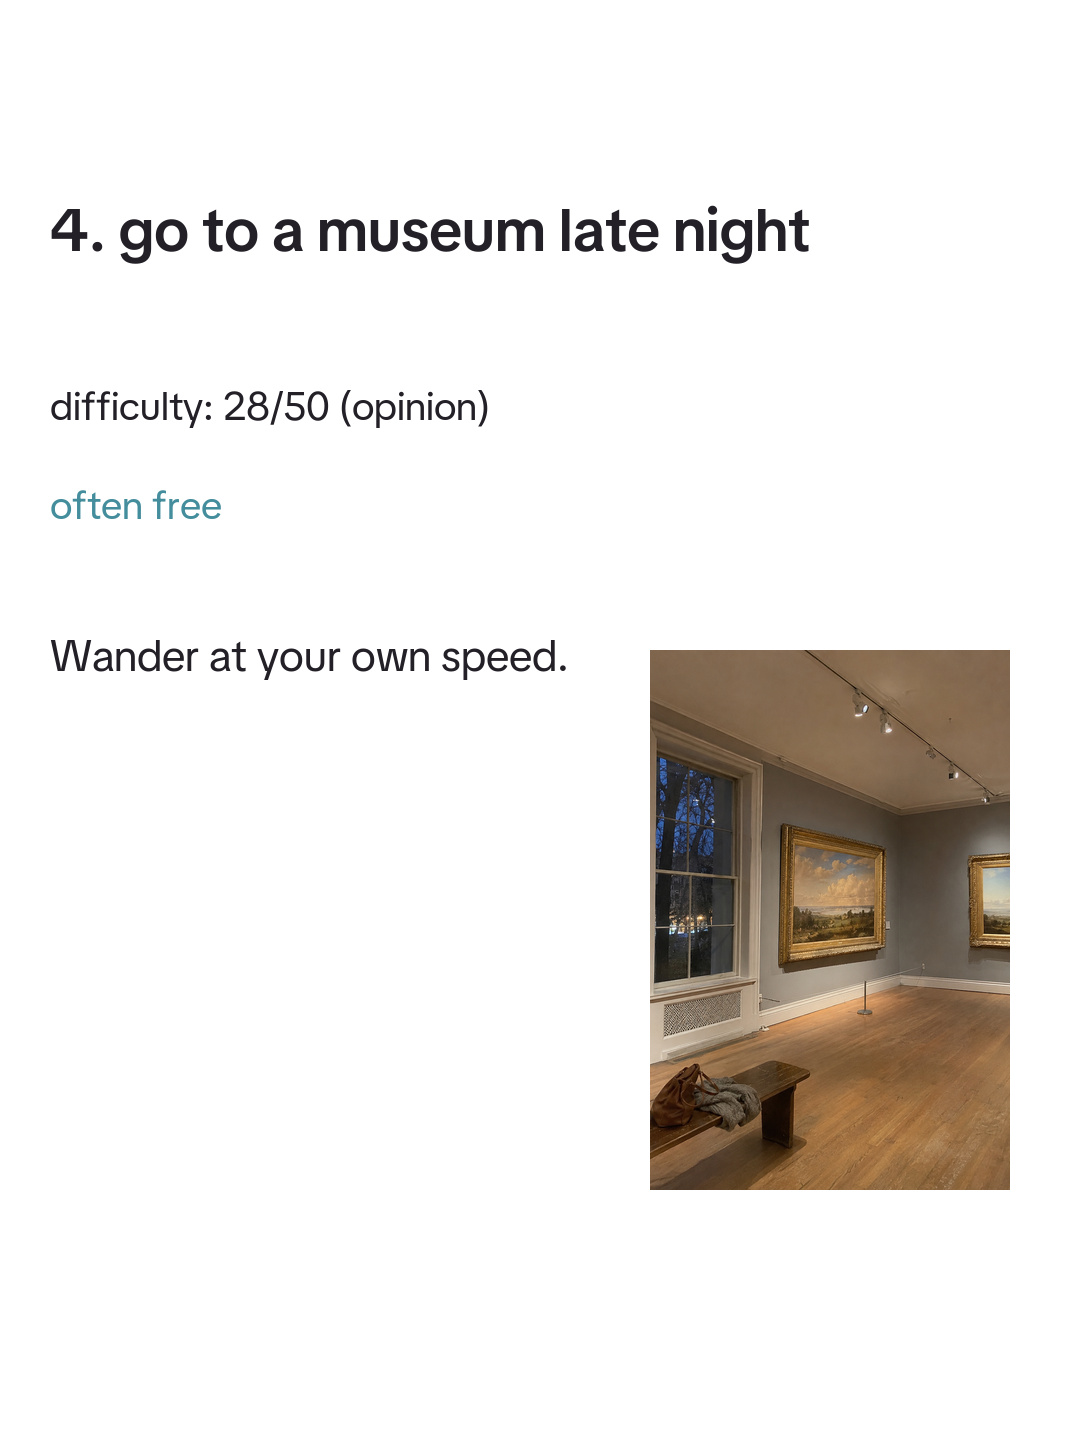 4. go to a museum late night
difficulty: 28/50 (opinion)
often free
Wander at your own speed.